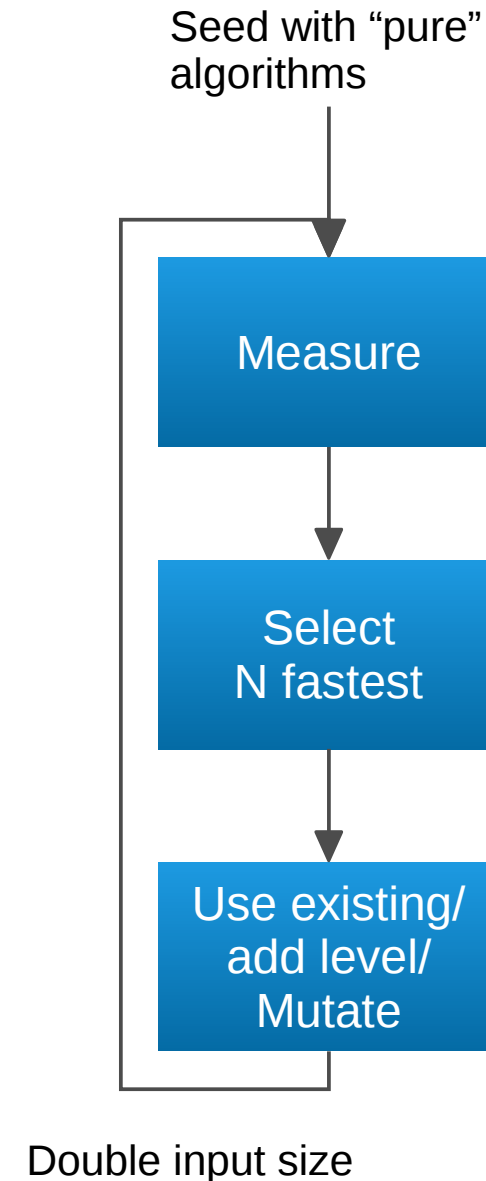 Seed with “pure”
algorithms
Measure
Select
N fastest
Use existing/
add level/
Mutate
Double input size